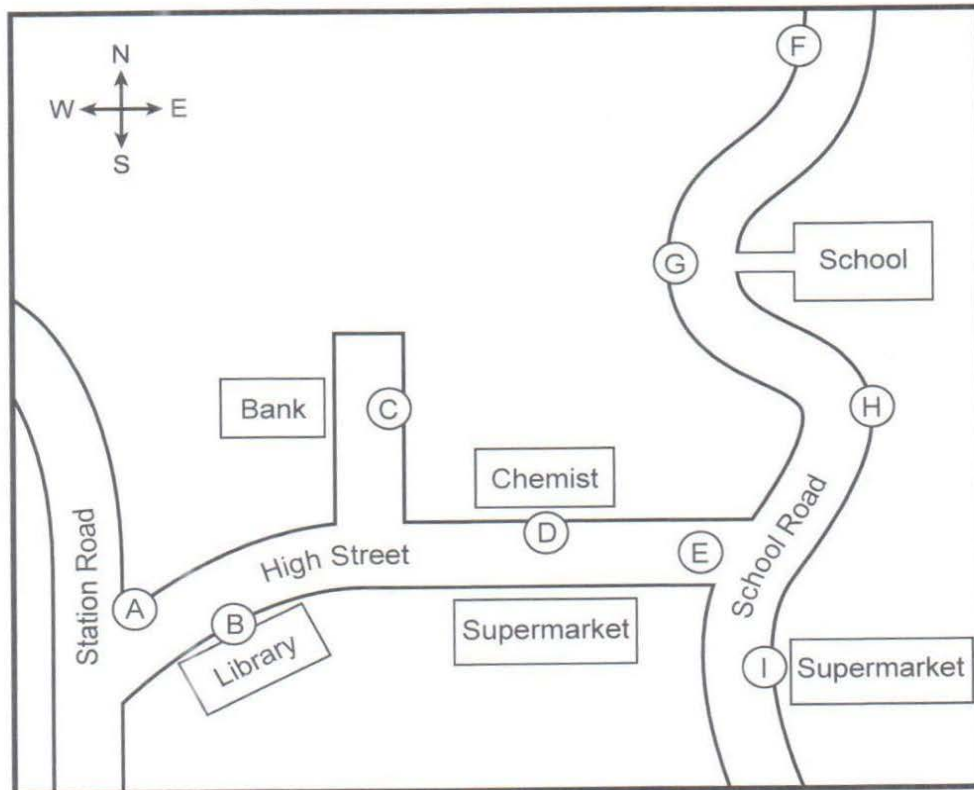 F
N
W E
S
G
School
Bank
C
H
Chemist
D
High Street
E
School Road
Station Road
A
B
Library
Supermarket
I
Supermarket